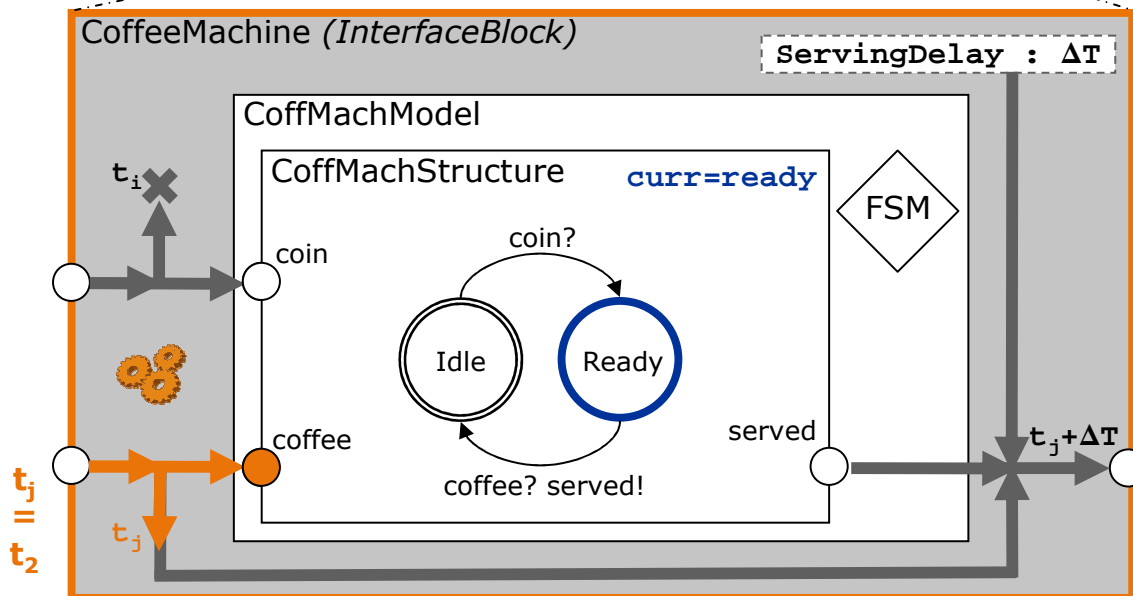 CoffeeMachine (InterfaceBlock)
ServingDelay : ΔT
CoffMachModel
CoffMachStructure
curr=ready
FSM
tᵢ
coin
coin?
Idle
Ready
coffee
served
coffee? served!
tⱼ+ΔT
tⱼ
=
t₂
tⱼ